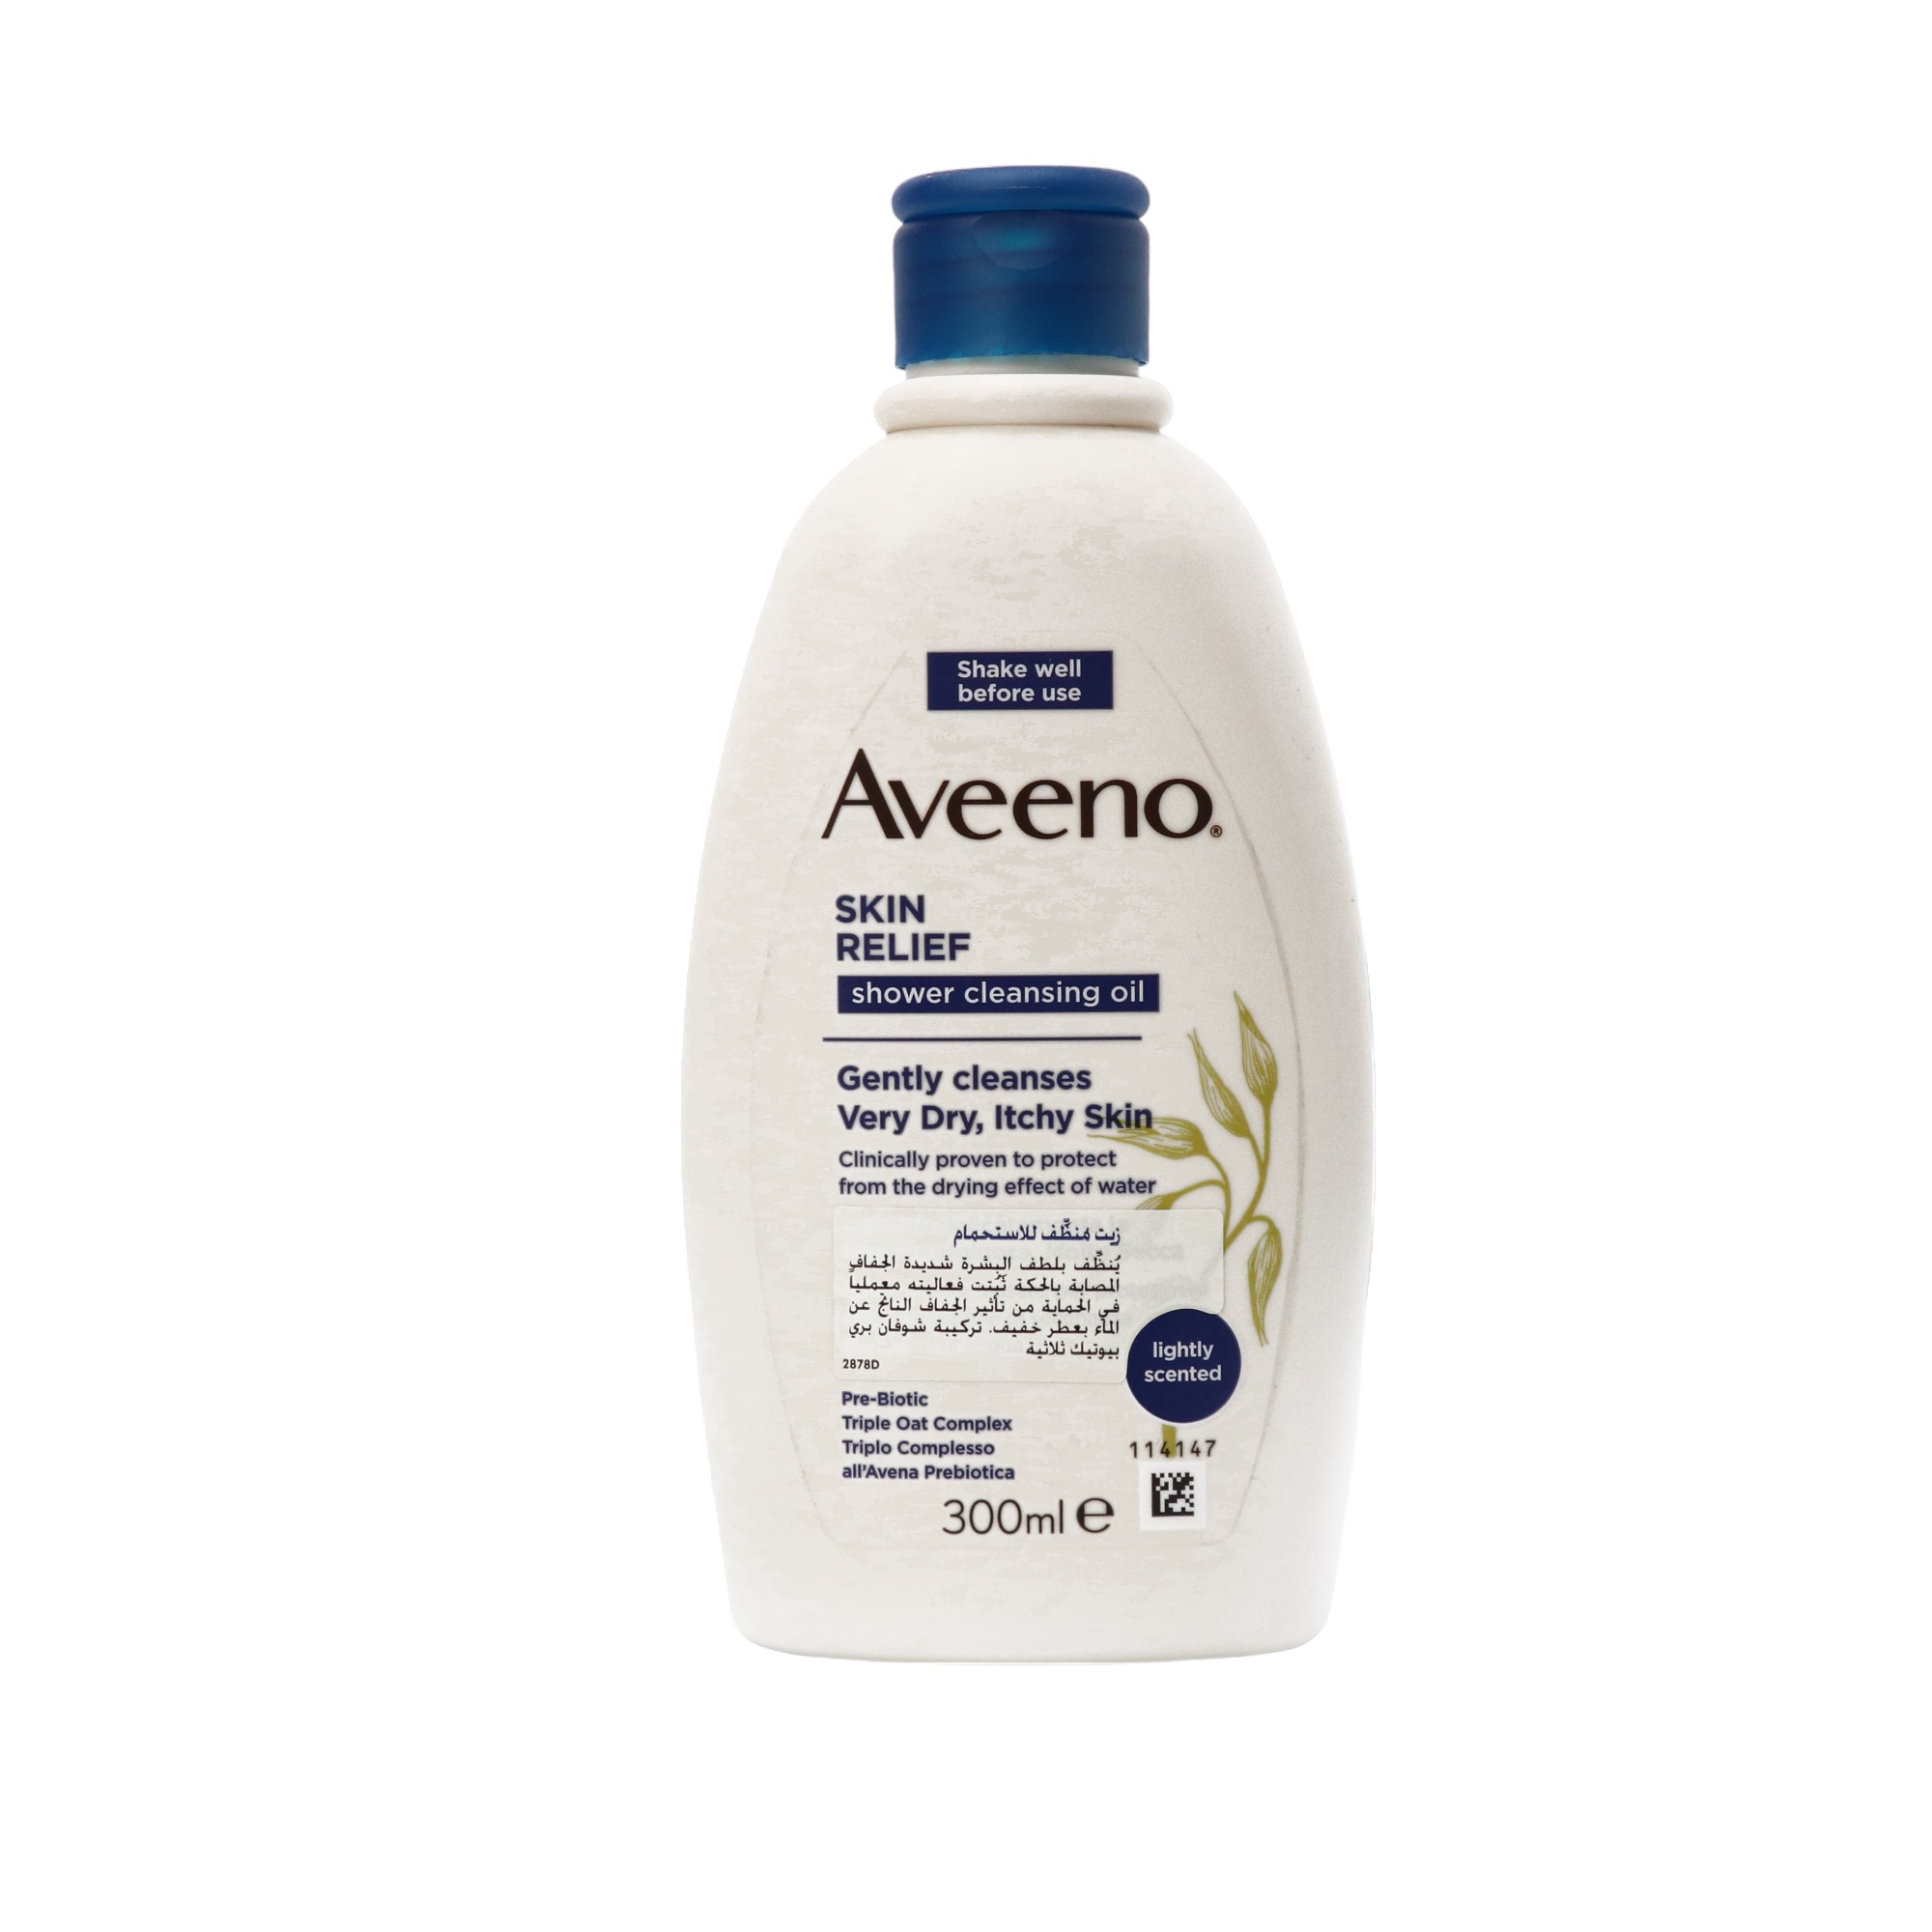 Shake well
before use
Aveeno®
SKIN
RELIEF
shower cleansing oil
Gently cleanses
Very Dry, Itchy Skin
Clinically proven to protect
from the drying effect of water
زيت مُنظِّف للاستحمام
يُنظِّف بلطف البشرة شديدة الجفاف
المصابة بالحكة ثَبُتت فعاليته معملياً
في الحماية من تأثير الجفاف الناتج عن
الماء بعطر خفيف. تركيبة شوفان بري
بيوتيك ثلاثية
2878D
lightly
scented
Pre-Biotic
Triple Oat Complex
Triplo Complesso
all'Avena Prebiotica
114147
300ml e